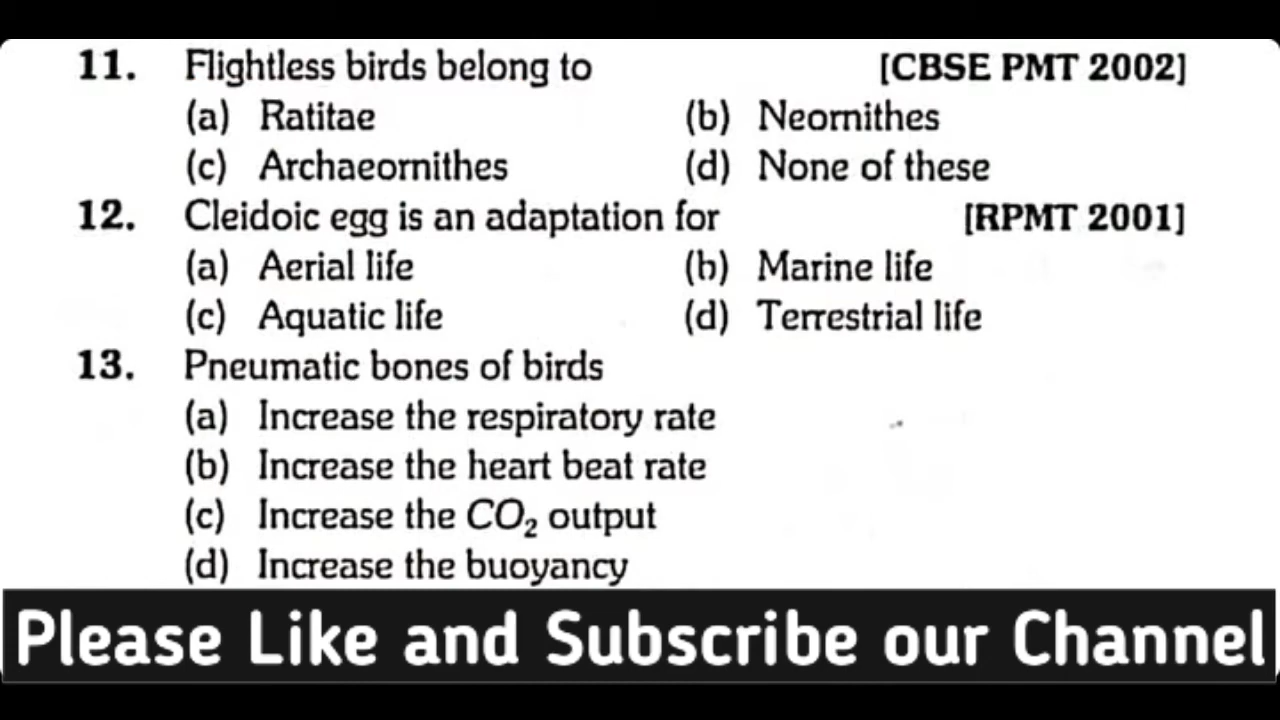 11. Flightless birds belong to [CBSE PMT 2002]
(a) Ratitae (b) Neornithes
(c) Archaeornithes (d) None of these
12. Cleidoic egg is an adaptation for [RPMT 2001]
(a) Aerial life (b) Marine life
(c) Aquatic life (d) Terrestrial life
13. Pneumatic bones of birds
(a) Increase the respiratory rate
(b) Increase the heart beat rate
(c) Increase the CO₂ output
(d) Increase the buoyancy
Please Like and Subscribe our Channel